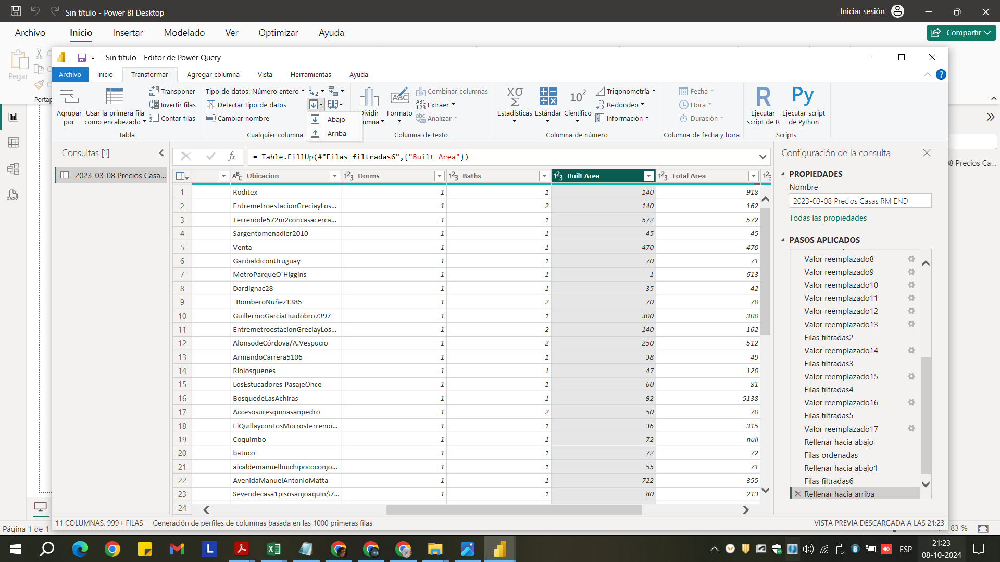 Sin título - Power BI Desktop
Iniciar sesión
Archivo Inicio Insertar Modelado Ver Optimizar Ayuda
Compartir
Pegar
Portap
Sin título - Editor de Power Query
Archivo Inicio Transformar Agregar columna Vista Herramientas Ayuda
Agrupar por
Usar la primera fila como encabezado
Transponer
Invertir filas
Contar filas
Tabla
Tipo de datos: Número entero
Detectar tipo de datos
Cambiar nombre
Cualquier columna
Abajo
Arriba
Dividir
umna
Formato
Combinar columnas
Extraer
Analizar
Columna de texto
Estadísticas
Estándar
Científico
Trigonometría
Redondeo
Información
Columna de número
Fecha
Hora
Duración
Columna de fecha y hora
Ejecutar script de R
Ejecutar script de Python
Scripts
Consultas [1]
2023-03-08 Precios Casa...
= Table.FillUp(#"Filas filtradas6",{"Built Area"})
Ubicacion Dorms Baths Built Area Total Area
1 Roditex 1 1 140 918
2 EntremetroestacionGreciayLos... 1 2 140 162
3 Terrenode572m2concasacerca... 1 1 572 572
4 Sargentomenadier2010 1 1 45 45
5 Venta 1 1 470 470
6 GaribaldiconUruguay 1 1 70 71
7 MetroParqueO´Higgins 1 1 1 613
8 Dardignac28 1 1 35 42
9 ¨BomberoNuñez1385 1 2 70 70
10 GuillermoGarcíaHuidobro7397 1 1 300 300
11 EntremetroestacionGreciayLos... 1 2 140 162
12 AlonsodeCórdova/A.Vespucio 1 2 250 512
13 ArmandoCarrera5106 1 1 38 49
14 Riolosquenes 1 1 47 120
15 LosEstucadores-PasajeOnce 1 1 60 81
16 BosquedeLasAchiras 1 1 92 5138
17 Accesosuresquinasanpedro 1 2 50 70
18 ElQuillayconLosMorrosterrenoi... 1 1 36 315
19 Coquimbo 1 1 72 null
20 batuco 1 1 72 72
21 alcaldemanuelhuichipococonjo... 1 1 55 71
22 AvenidaManuelAntonioMatta 1 1 722 355
23 Sevendecasa1pisosanjoaquin$7... 1 1 80 213
24
Configuración de la consulta
PROPIEDADES
Nombre
2023-03-08 Precios Casas RM END
Todas las propiedades
PASOS APLICADOS
Valor reemplazado8
Valor reemplazado9
Valor reemplazado10
Valor reemplazado11
Valor reemplazado12
Valor reemplazado13
Filas filtradas2
Valor reemplazado14
Filas filtradas3
Valor reemplazado15
Filas filtradas4
Valor reemplazado16
Filas filtradas5
Valor reemplazado17
Rellenar hacia abajo
Filas ordenadas
Rellenar hacia abajo1
Filas filtradas6
Rellenar hacia arriba
8 Precios Ca...
11 COLUMNAS, 999+ FILAS Generación de perfiles de columnas basada en las 1000 primeras filas
VISTA PREVIA DESCARGADA A LAS 21:23
Página 1 de 1
83 %
ESP
21:23
08-10-2024